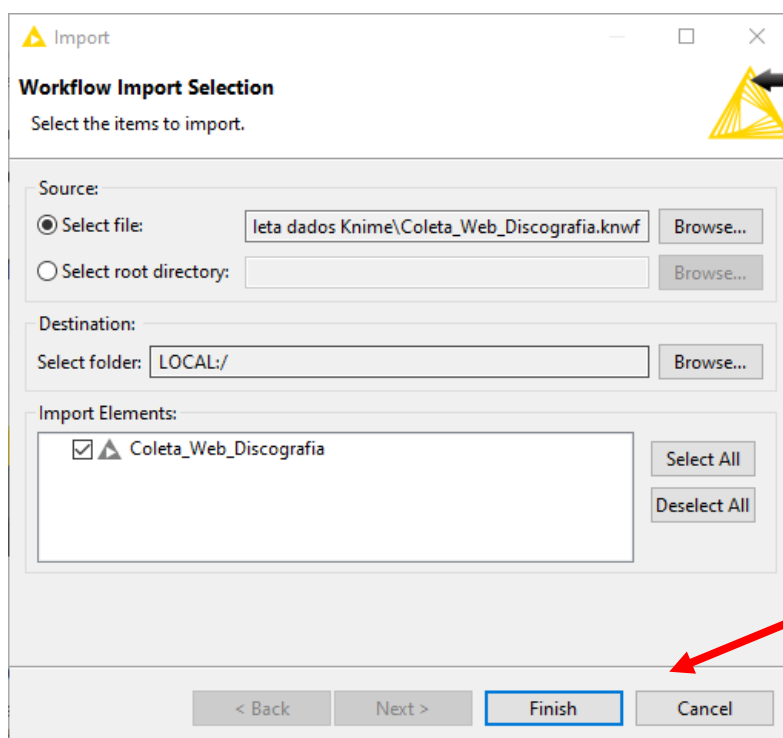 Import
Workflow Import Selection
Select the items to import.
Source:
Select file: leta dados Knime\Coleta_Web_Discografia.knwf Browse...
Select root directory: Browse...
Destination:
Select folder: LOCAL:/ Browse...
Import Elements:
Coleta_Web_Discografia
Select All
Deselect All
< Back Next > Finish Cancel